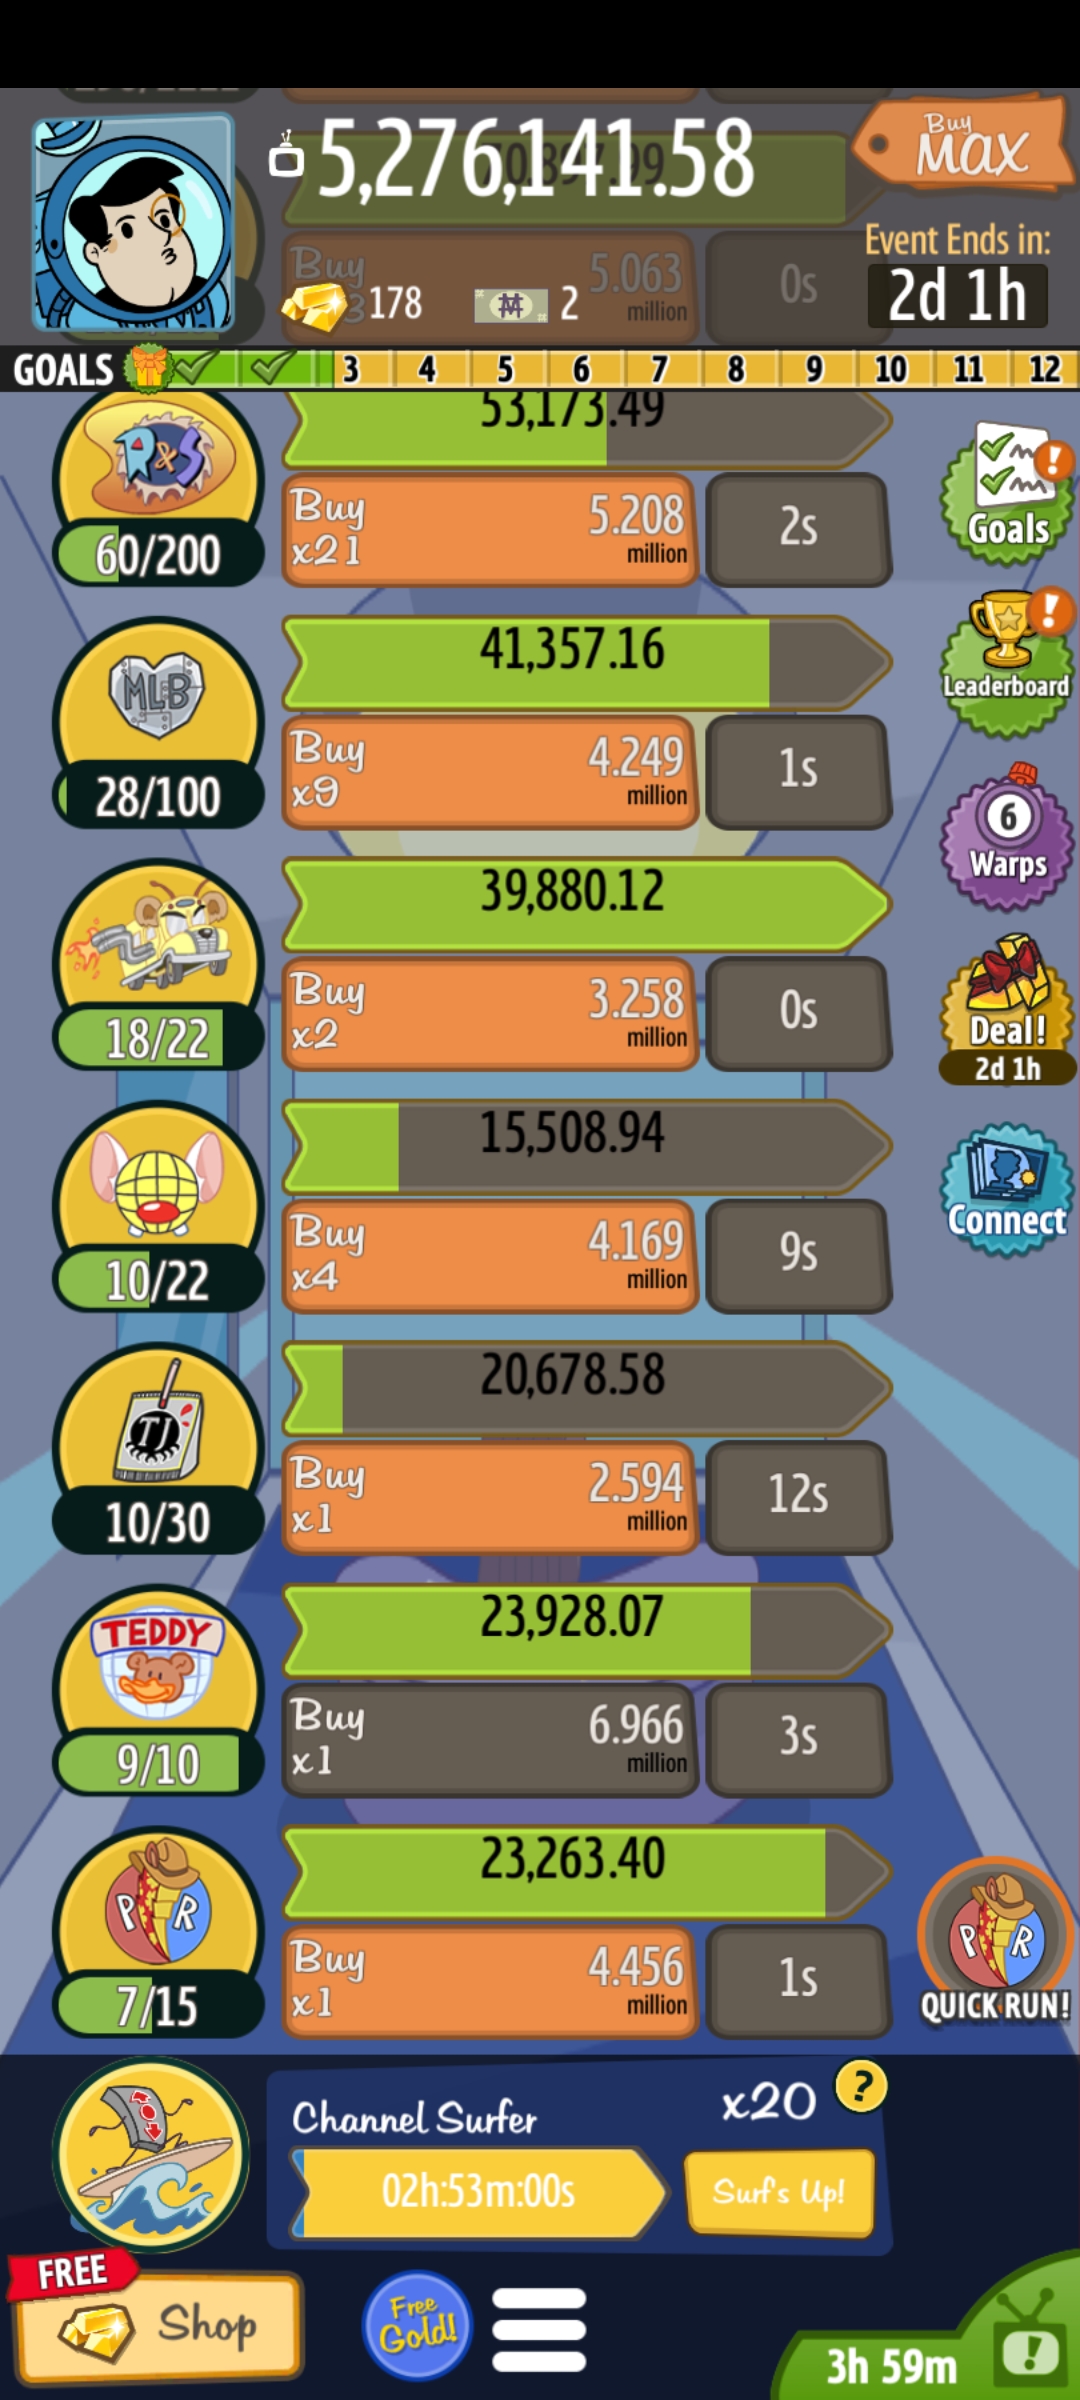 5,276,141.58
Buy
MAX
70,897.99
Event Ends in:
2d 1h
Buy
5.063
million
0s
178
2
GOALS 3 4 5 6 7 8 9 10 11 12
53,173.49
R&S
60/200
Buy
x21
5.208
million
2s
Goals
41,357.16
MLB
28/100
Buy
x9
4.249
million
1s
Leaderboard
6
Warps
39,880.12
18/22
Buy
x2
3.258
million
0s
Deal!
2d 1h
15,508.94
10/22
Buy
x4
4.169
million
9s
Connect
20,678.58
TJ
10/30
Buy
x1
2.594
million
12s
23,928.07
TEDDY
9/10
Buy
x1
6.966
million
3s
23,263.40
P R
7/15
Buy
x1
4.456
million
1s
P R
QUICK RUN!
Channel Surfer
x20
?
02h:53m:00s
Surf's Up!
FREE
Shop
Free
Gold!
3h 59m